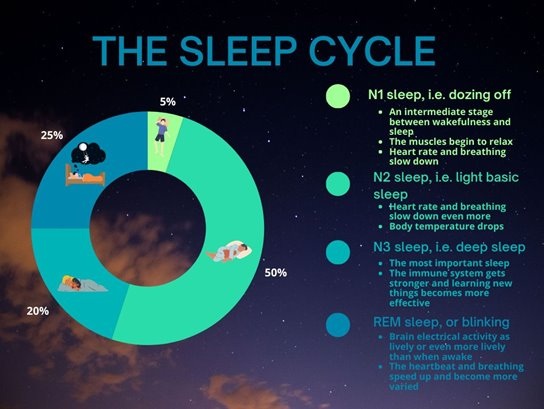 THE SLEEP CYCLE
5%
25%
50%
20%
N1 sleep, i.e. dozing off
• An intermediate stage
between wakefulness and
sleep
• The muscles begin to relax
• Heart rate and breathing
slow down
N2 sleep, i.e. light basic
sleep
• Heart rate and breathing
slow down even more
• Body temperature drops
N3 sleep, i.e. deep sleep
• The most important sleep
• The immune system gets
stronger and learning new
things becomes more
effective
REM sleep, or blinking
• Brain electrical activity as
lively or even more lively
than when awake
• The heartbeat and breathing
speed up and become more
varied